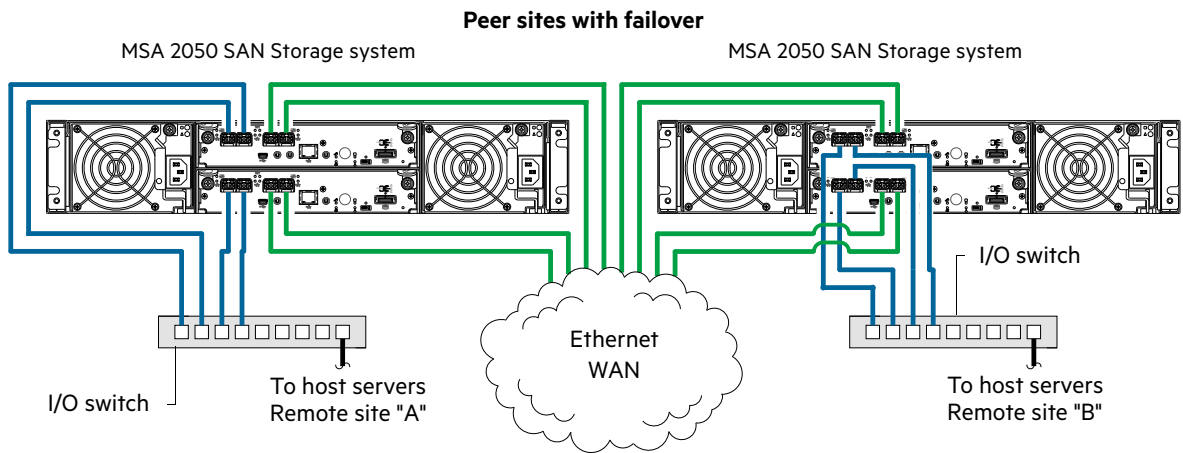 Peer sites with failover
MSA 2050 SAN Storage system
MSA 2050 SAN Storage system
I/O switch
Ethernet
WAN
I/O switch
To host servers
Remote site "A"
To host servers
Remote site "B"